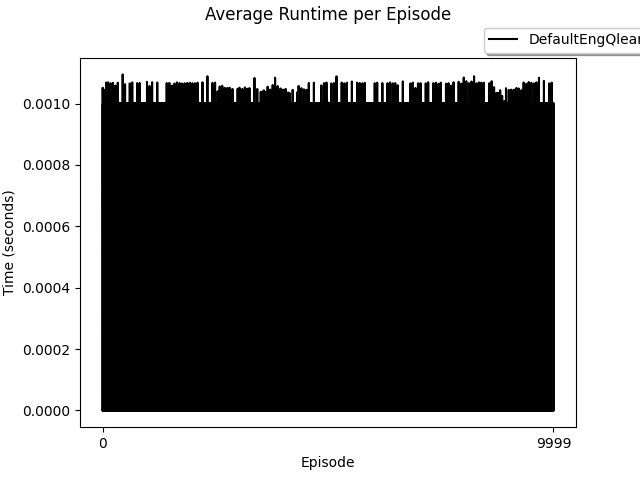 Average Runtime per Episode
DefaultEngQlear
0.0010
0.0008
0.0006
0.0004
0.0002
0.0000
Time (seconds)
0 9999
Episode